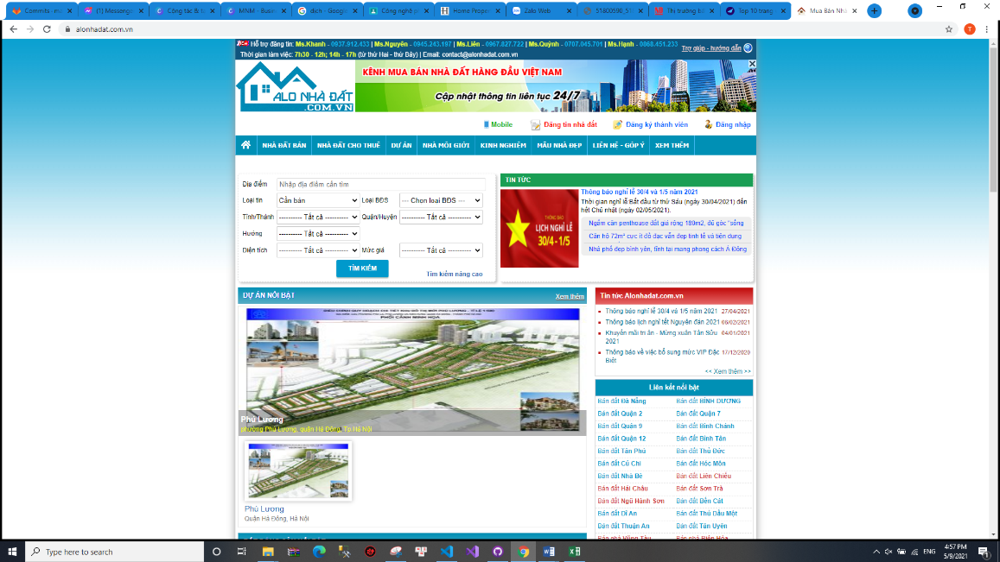 Commits · m
(1) Messenge
Công tác & t
MNM - Busi
dich - Google
Công nghệ ph
Home Proper
Zalo Web
51800590_51
Thị trường bấ
Top 10 trang
Mua Bán Nhà
alonhadat.com.vn
Hỗ trợ đăng tin: Ms.Khanh - 0937.912.433 | Ms.Nguyên - 0945.243.197 | Ms.Liên - 0967.827.722 | Ms.Quỳnh - 0707.045.701 | Ms.Hạnh - 0868.451.233
Trợ giúp - hướng dẫn
Thời gian làm việc: 7h30 - 12h; 14h - 17h (từ thứ Hai - thứ Bảy) | Email: contact@alonhadat.com.vn
ALO NHÀ ĐẤT
.COM.VN
KÊNH MUA BÁN NHÀ ĐẤT HÀNG ĐẦU VIỆT NAM
Cập nhật thông tin liên tục 24/7
Mobile
Đăng tin nhà đất
Đăng ký thành viên
Đăng nhập
NHÀ ĐẤT BÁN
NHÀ ĐẤT CHO THUÊ
DỰ ÁN
NHÀ MÔI GIỚI
KINH NGHIỆM
MẪU NHÀ ĐẸP
LIÊN HỆ - GÓP Ý
XEM THÊM
Địa điểm
Nhập địa điểm cần tìm
Loại tin
Cần bán
Loại BĐS
--- Chọn loại BĐS ---
Tỉnh/Thành
---------- Tất cả ----------
Quận/Huyện
---------- Tất cả ----------
Hướng
---------- Tất cả ----------
Diện tích
---------- Tất cả ----------
Mức giá
---------- Tất cả ----------
TÌM KIẾM
Tìm kiếm nâng cao
TIN TỨC
THÔNG BÁO
LỊCH NGHỈ LỄ
30/4 - 1/5
Thông báo nghỉ lễ 30/4 và 1/5 năm 2021
Thời gian nghỉ lễ Bắt đầu từ thứ Sáu (ngày 30/04/2021) đến
hết Chủ nhật (ngày 02/05/2021).
Ngắm căn penthouse đắt giá rộng 180m2, đủ góc "sống
Căn hộ 72m² cực ít đồ đạc vẫn đẹp tinh tế và tiện dụng
Nhà phố đẹp bình yên, tĩnh tại mang phong cách Á Đông
DỰ ÁN NỔI BẬT
Xem thêm
PHỐI CẢNH MINH HỌA
Phú Lương
phường Phú Lương, quận Hà Đông, Tp Hà Nội
Phú Lương
Quận Hà Đông, Hà Nội
Tin tức Alonhadat.com.vn
Thông báo nghỉ lễ 30/4 và 1/5 năm 2021 27/04/2021
Thông báo lịch nghỉ tết Nguyên đán 2021 06/02/2021
Khuyến mãi tri ân - Mừng xuân Tân Sửu 04/01/2021
2021
Thông báo về việc bổ sung mức VIP Đặc 17/12/2020
Biệt
<< Xem thêm >>
Liên kết nổi bật
Bán đất Đà Nẵng
Bán đất BÌNH DƯƠNG
Bán đất Quận 2
Bán đất Quận 7
Bán đất Quận 9
Bán đất Bình Chánh
Bán đất Quận 12
Bán đất Bình Tân
Bán đất Tân Phú
Bán đất Thủ Đức
Bán đất Củ Chi
Bán đất Hóc Môn
Bán đất Nhà Bè
Bán đất Liên Chiểu
Bán đất Hải Châu
Bán đất Sơn Trà
Bán đất Ngũ Hành Sơn
Bán đất Bến Cát
Bán đất Dĩ An
Bán đất Thủ Dầu Một
Bán đất Thuận An
Bán đất Tân Uyên
Bán nhà Vũng Tàu
Bán nhà Biên Hòa
Type here to search
ENG
4:57 PM
5/9/2021